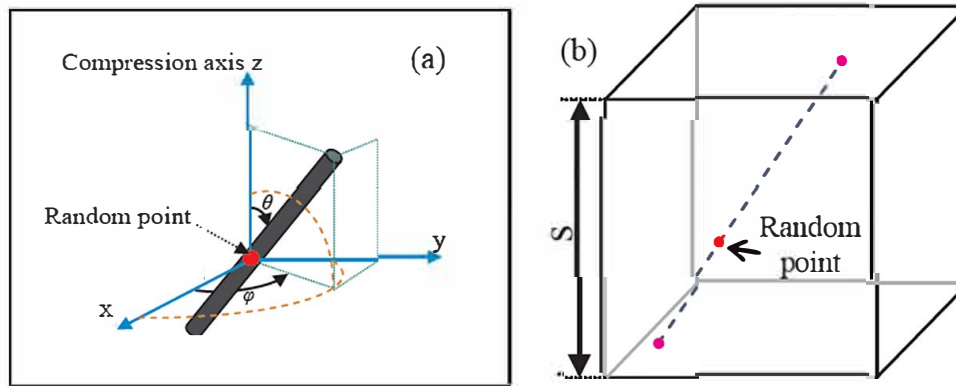 Compression axis z
(a)
θ
Random point
y
x
φ
(b)
S
Random
point